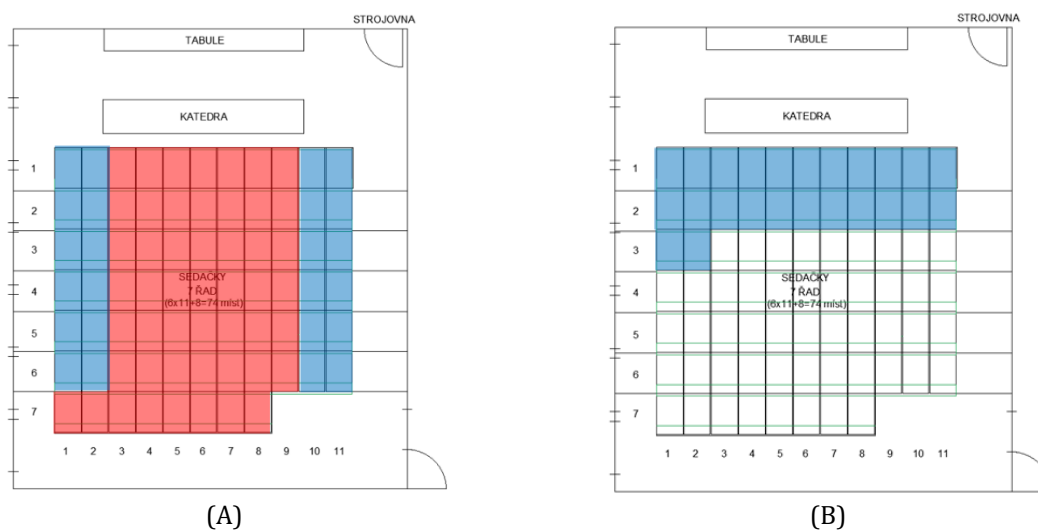 STROJOVNA
TABULE
KATEDRA
1
2
3
4
5
6
7
SEDAČKY
7 ŘAD
(6x11+8=74 míst)
1 2 3 4 5 6 7 8 9 10 11
(A)
STROJOVNA
TABULE
KATEDRA
1
2
3
4
5
6
7
SEDAČKY
7 ŘAD
(6x11+8=74 míst)
1 2 3 4 5 6 7 8 9 10 11
(B)